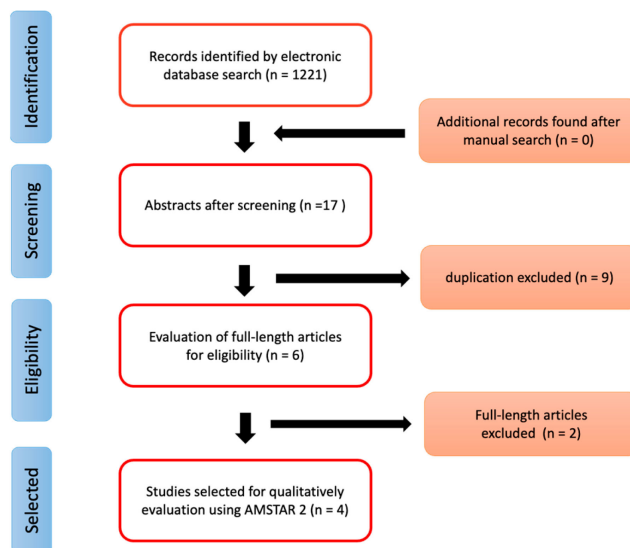 Identification
Records identified by electronic
database search (n = 1221)
Additional records found after
manual search (n = 0)
Screening
Abstracts after screening (n =17 )
duplication excluded (n = 9)
Eligibility
Evaluation of full-length articles
for eligibility (n = 6)
Full-length articles
excluded  (n = 2)
Selected
Studies selected for qualitatively
evaluation using AMSTAR 2 (n = 4)